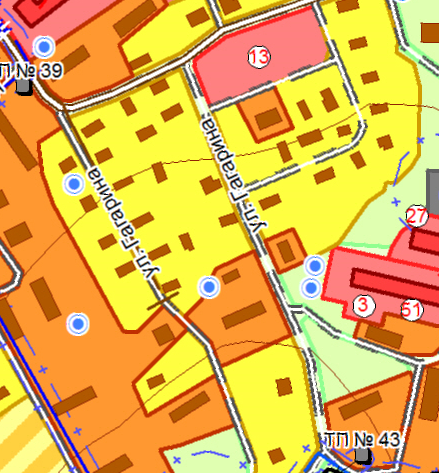 13
ТП № 39
ул. Гагарина
ул. Гагарина
27
3
51
ТП № 43